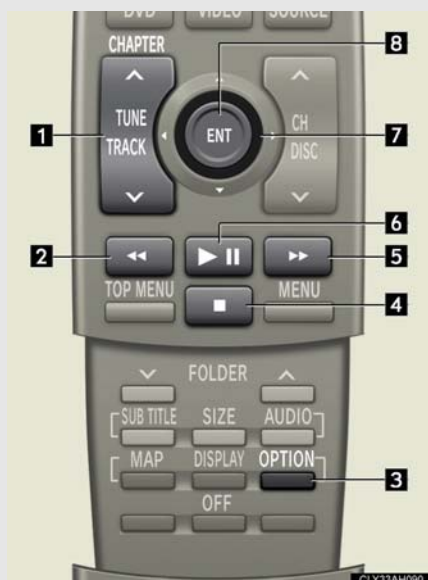 DVD VIDEO SOURCE
CHAPTER
8
TUNE
TRACK
1
ENT
CH
DISC
7
6
2
5
TOP MENU
MENU
4
FOLDER
SUB TITLE SIZE AUDIO
MAP DISPLAY OPTION
3
OFF
CLX33AH090